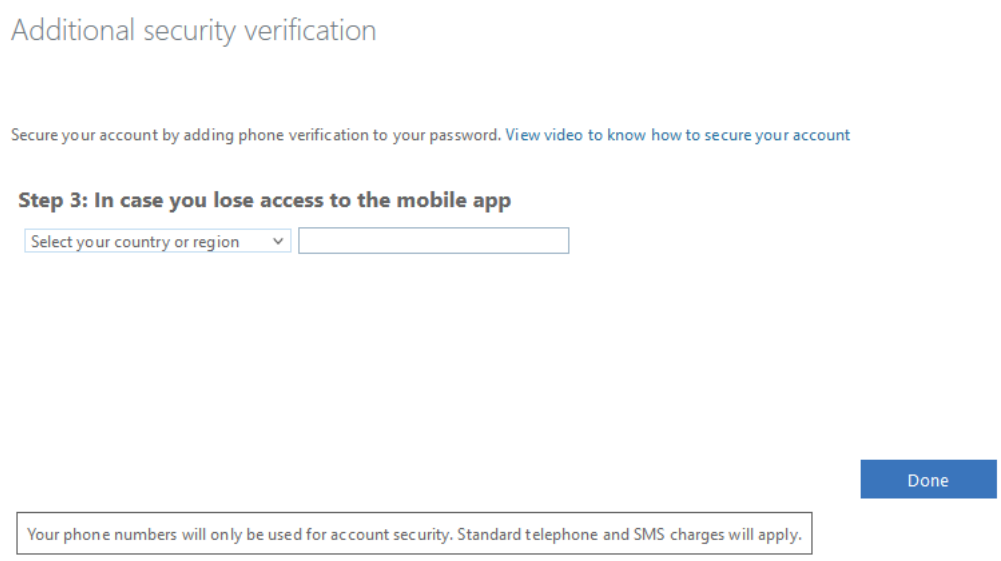 Additional security verification
Secure your account by adding phone verification to your password. View video to know how to secure your account
Step 3: In case you lose access to the mobile app
Select your country or region
Done
Your phone numbers will only be used for account security. Standard telephone and SMS charges will apply.